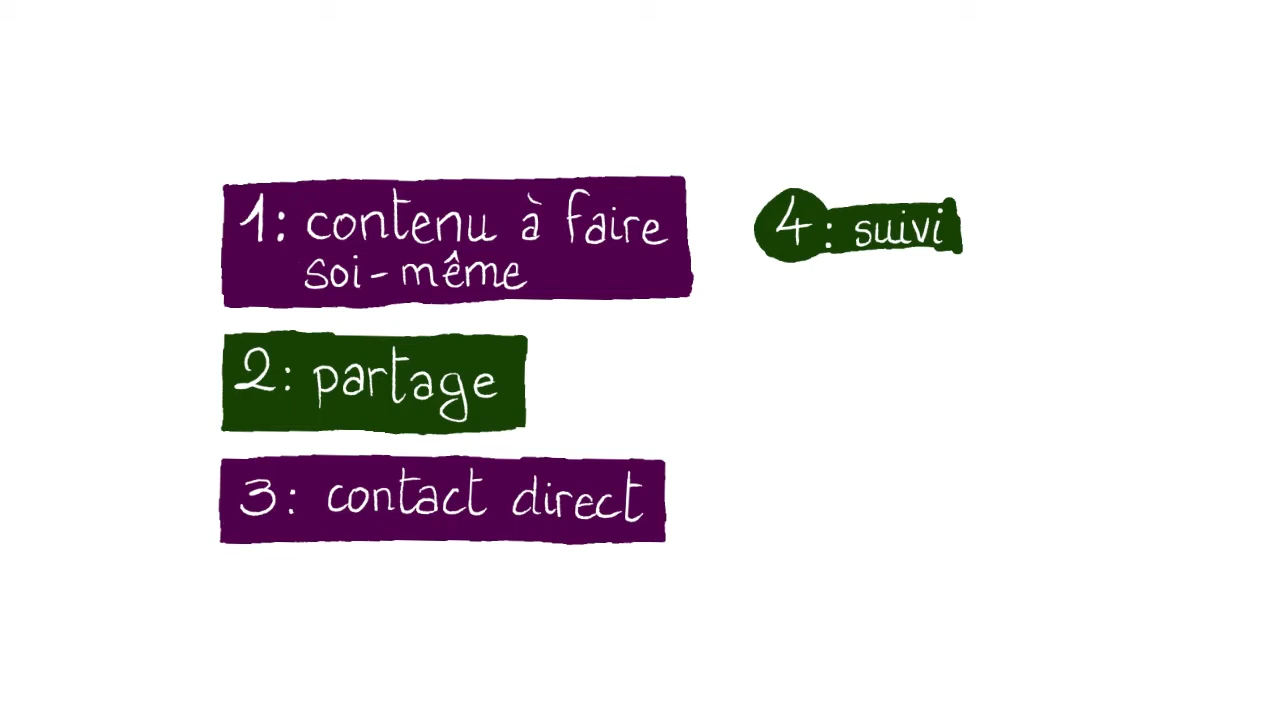 1: contenu à faire
soi-même
2: partage
3: contact direct
4: suivi